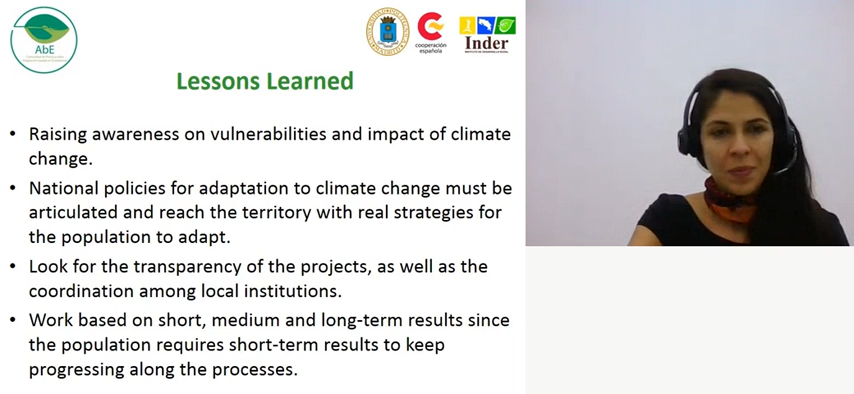 AbE
cooperación
española
Inder
Lessons Learned
• Raising awareness on vulnerabilities and impact of climate
change.
• National policies for adaptation to climate change must be
articulated and reach the territory with real strategies for
the population to adapt.
• Look for the transparency of the projects, as well as the
coordination among local institutions.
• Work based on short, medium and long-term results since
the population requires short-term results to keep
progressing along the processes.